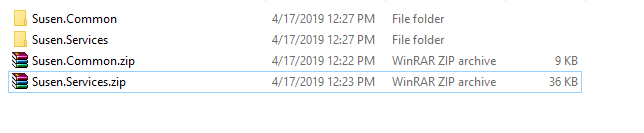 Susen.Common 4/17/2019 12:27 PM File folder
Susen.Services 4/17/2019 12:27 PM File folder
Susen.Common.zip 4/17/2019 12:22 PM WinRAR ZIP archive 9 KB
Susen.Services.zip 4/17/2019 12:23 PM WinRAR ZIP archive 36 KB